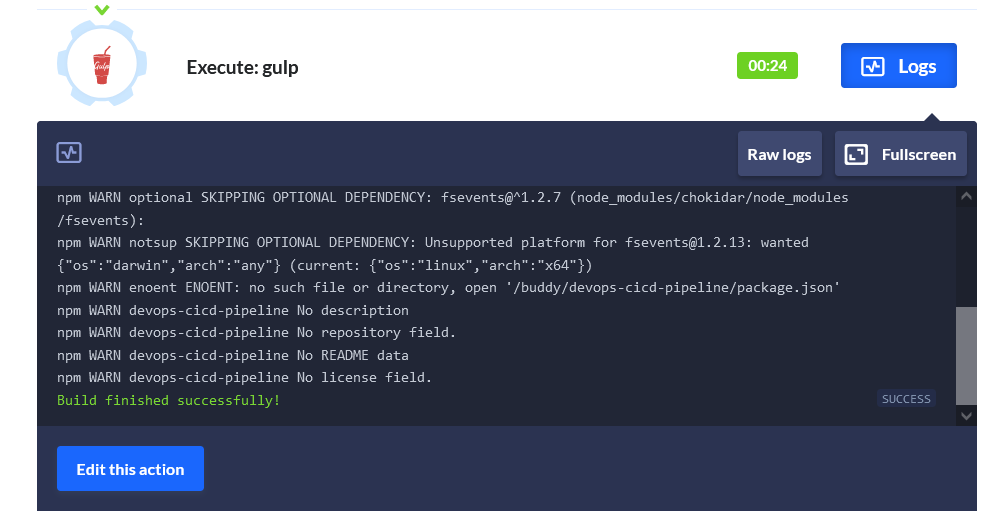 Gulp
Execute: gulp
00:24
Logs
Raw logs
Fullscreen
npm WARN optional SKIPPING OPTIONAL DEPENDENCY: fsevents@^1.2.7 (node_modules/chokidar/node_modules
/fsevents):
npm WARN notsup SKIPPING OPTIONAL DEPENDENCY: Unsupported platform for fsevents@1.2.13: wanted
{"os":"darwin","arch":"any"} (current: {"os":"linux","arch":"x64"})
npm WARN enoent ENOENT: no such file or directory, open '/buddy/devops-cicd-pipeline/package.json'
npm WARN devops-cicd-pipeline No description
npm WARN devops-cicd-pipeline No repository field.
npm WARN devops-cicd-pipeline No README data
npm WARN devops-cicd-pipeline No license field.
Build finished successfully!
SUCCESS
Edit this action